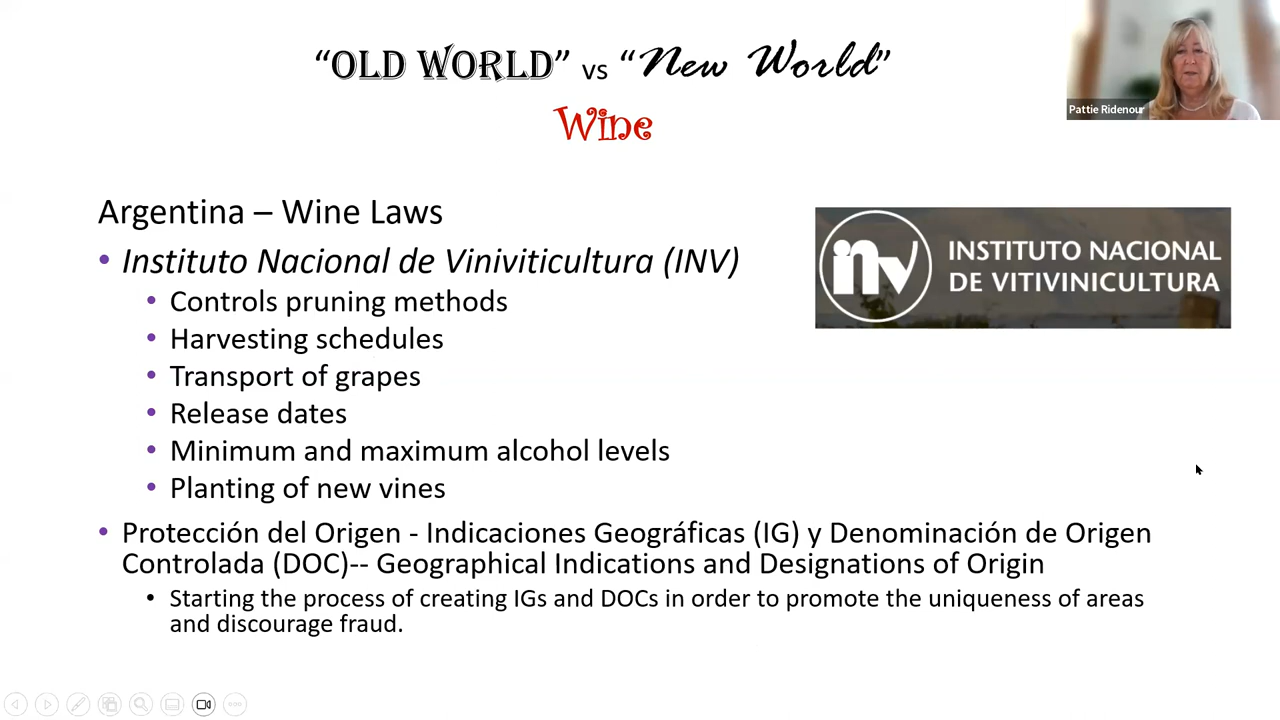 “OLD WORLD” vs “New World”
Wine
Pattie Ridenour
Argentina – Wine Laws
• Instituto Nacional de Viniviticultura (INV)
• Controls pruning methods
• Harvesting schedules
• Transport of grapes
• Release dates
• Minimum and maximum alcohol levels
• Planting of new vines
inv
INSTITUTO NACIONAL
DE VITIVINICULTURA
• Protección del Origen - Indicaciones Geográficas (IG) y Denominación de Origen
Controlada (DOC)-- Geographical Indications and Designations of Origin
• Starting the process of creating IGs and DOCs in order to promote the uniqueness of areas
and discourage fraud.